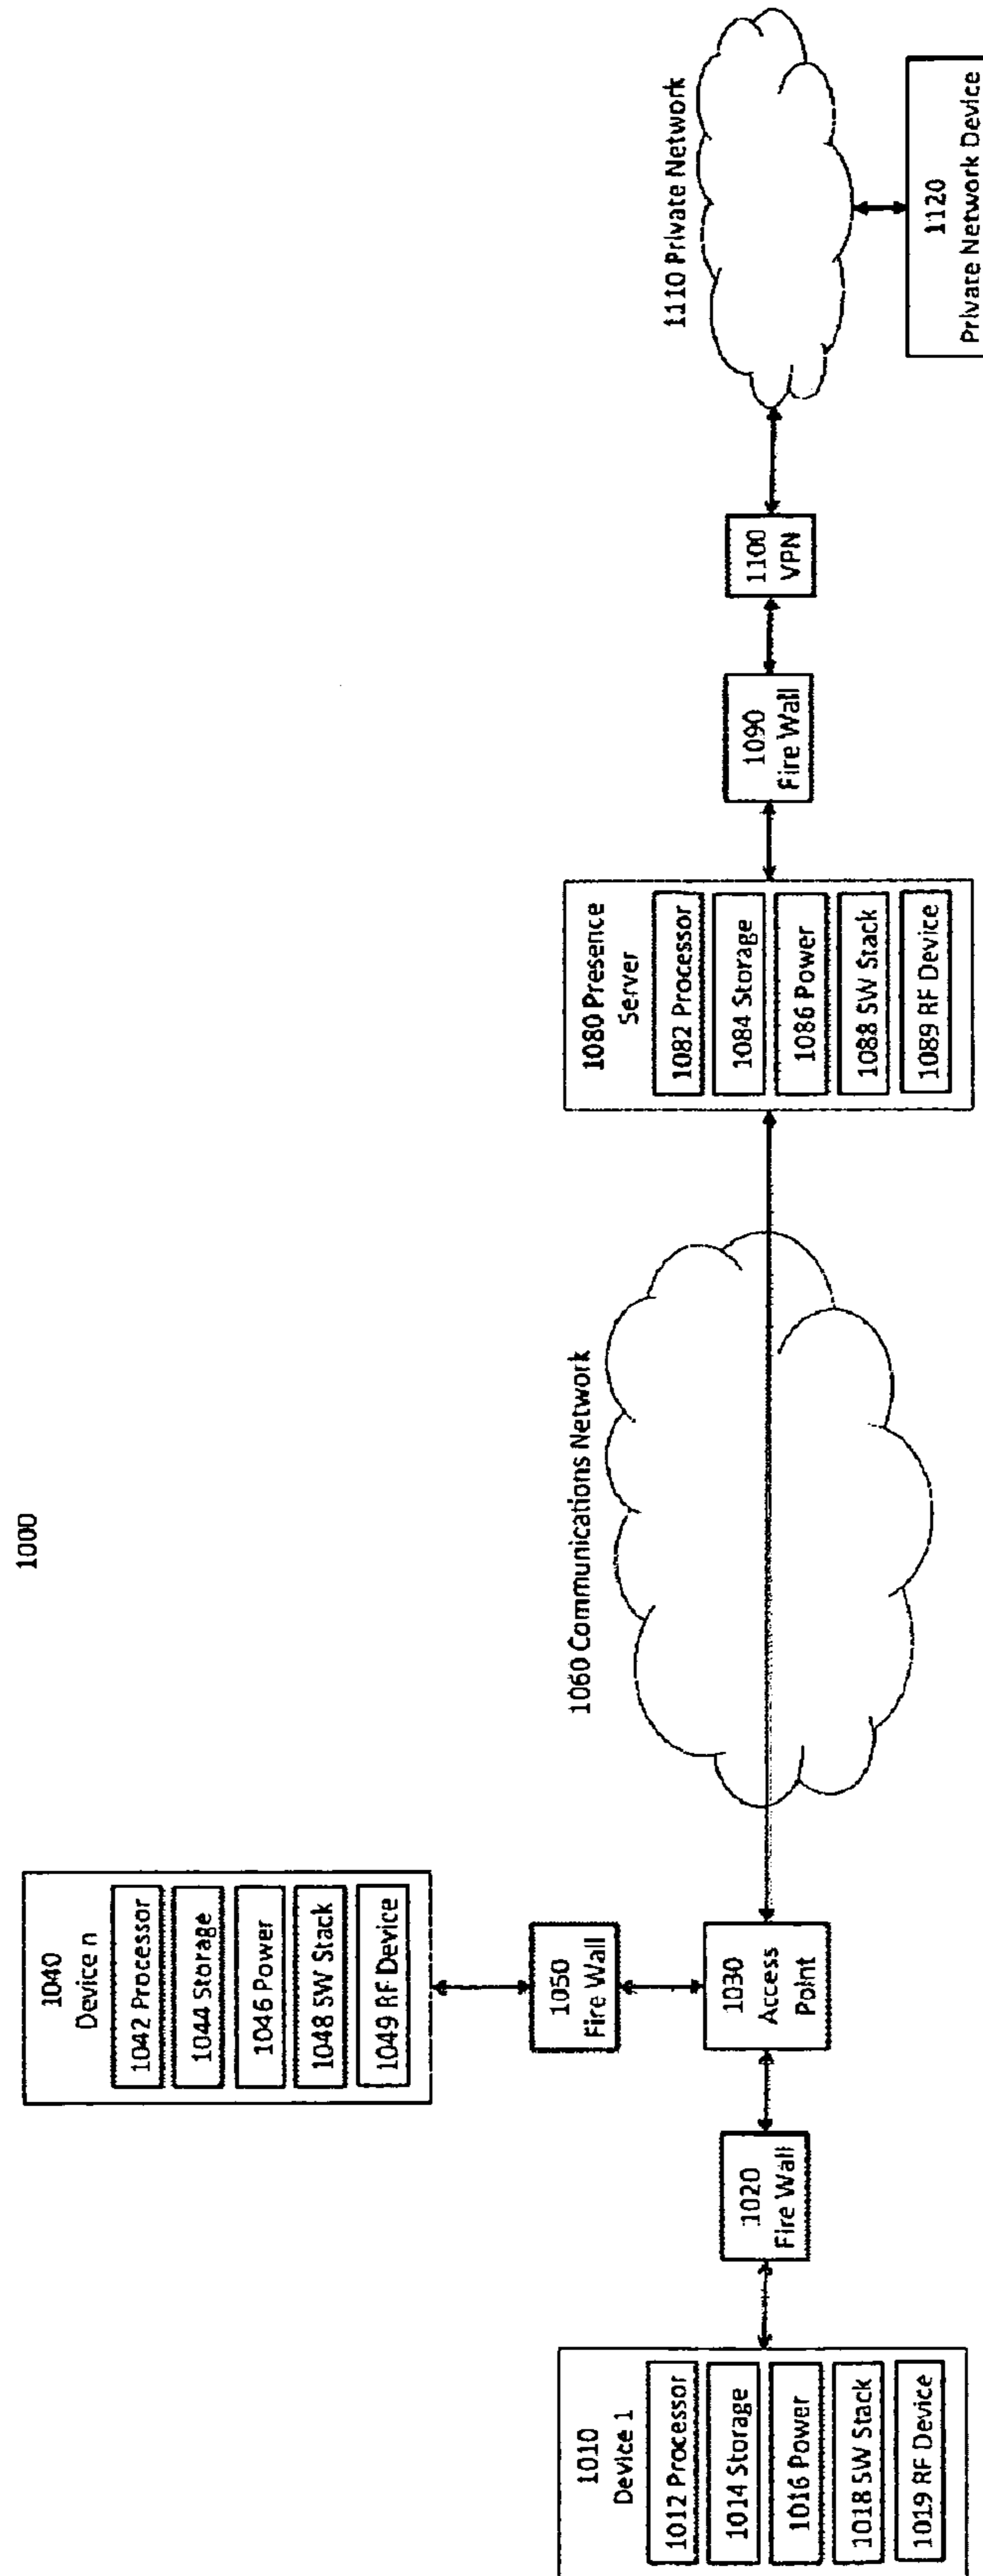 1000
1010
Device 1
1012 Processor
1014 Storage
1016 Power
1018 SW Stack
1019 RF Device
1020
Fire Wall
1030
Access
Point
1040
Device n
1042 Processor
1044 Storage
1046 Power
1048 SW Stack
1049 RF Device
1050
Fire Wall
1060 Communications Network
1080 Presence
Server
1082 Processor
1084 Storage
1086 Power
1088 SW Stack
1089 RF Device
1090
Fire Wall
1100
VPN
1110 Private Network
1120
Private Network Device